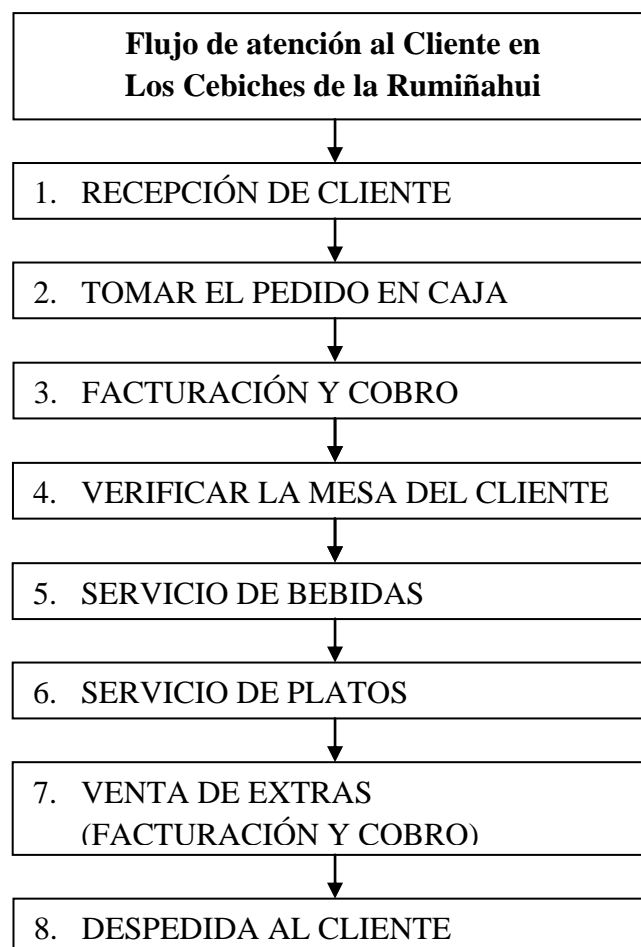 Flujo de atención al Cliente en
Los Cebiches de la Rumiñahui
1. RECEPCIÓN DE CLIENTE
2. TOMAR EL PEDIDO EN CAJA
3. FACTURACIÓN Y COBRO
4. VERIFICAR LA MESA DEL CLIENTE
5. SERVICIO DE BEBIDAS
6. SERVICIO DE PLATOS
7. VENTA DE EXTRAS
(FACTURACIÓN Y COBRO)
8. DESPEDIDA AL CLIENTE